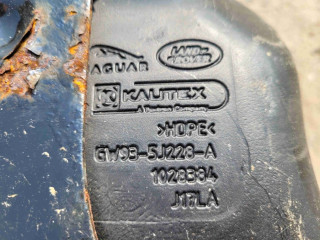 JAGUAR
LAND ROVER
KAUTEX
A Textron Company
>HDPE<
GW93-5J228-A
1028384
J17LA